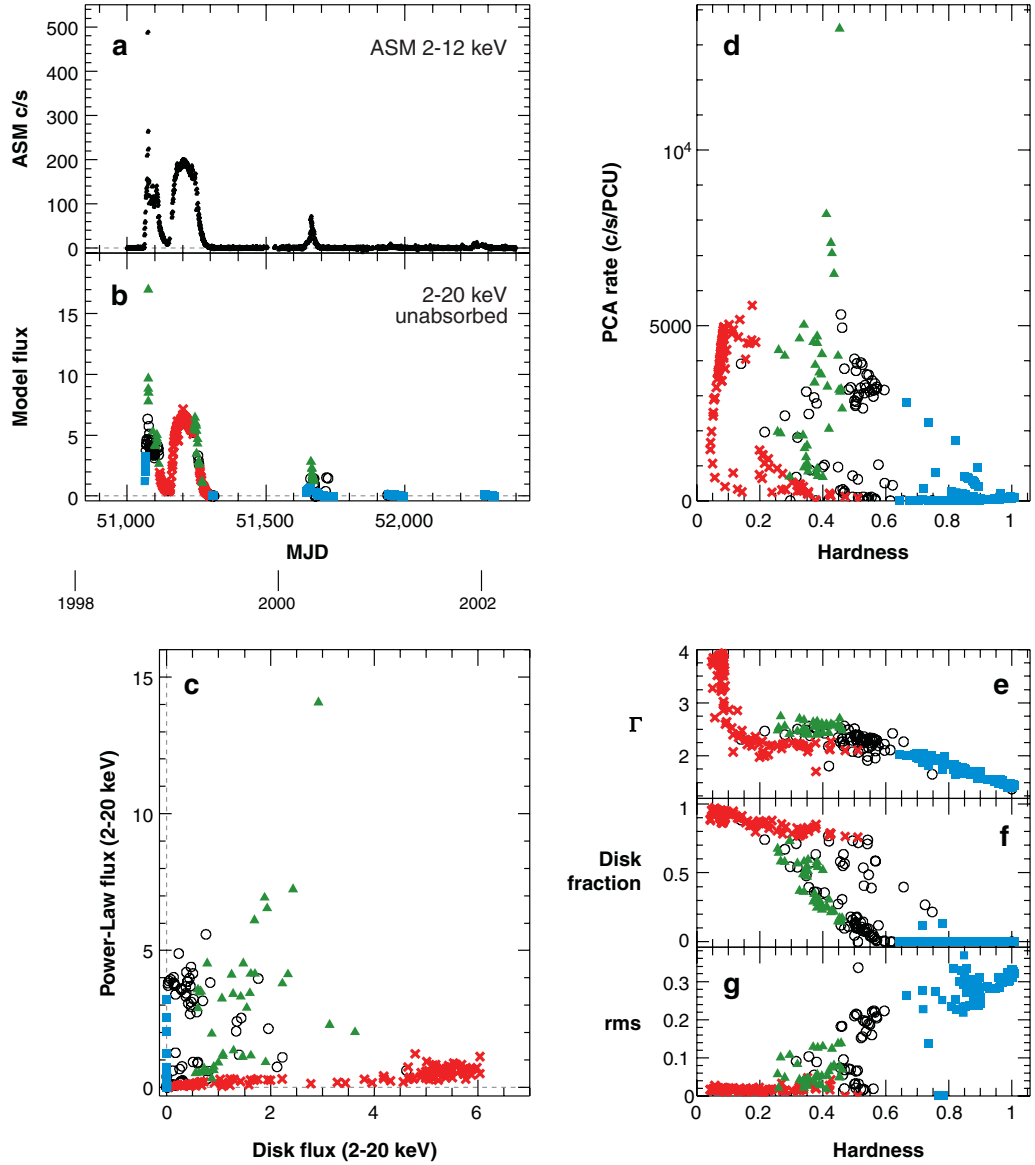 a
ASM 2-12 keV
ASM c/s
500
400
300
200
100
0
b
2-20 keV
unabsorbed
Model flux
15
10
5
0
51,000
51,500
52,000
MJD
1998
2000
2002
d
PCA rate (c/s/PCU)
10⁴
5000
0
0
0.2
0.4
0.6
0.8
1
Hardness
c
Power-Law flux (2-20 keV)
15
10
5
0
0
2
4
6
Disk flux (2-20 keV)
e
Γ
4
3
2
f
Disk
fraction
1
0.5
0
g
rms
0.3
0.2
0.1
0
0
0.2
0.4
0.6
0.8
1
Hardness